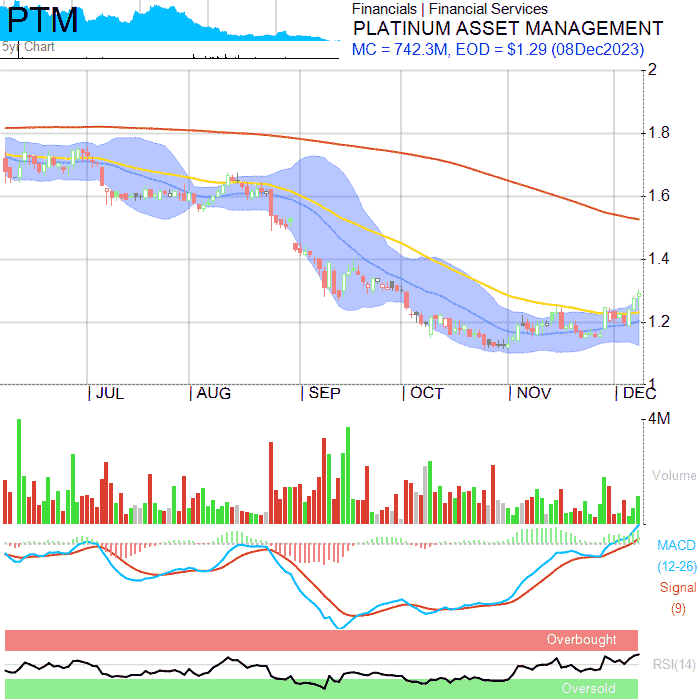 PTM
5yr Chart
Financials | Financial Services
PLATINUM ASSET MANAGEMENT
MC = 742.3M, EOD = $1.29 (08Dec2023)
2
1.8
1.6
1.4
1.2
1
JUL AUG SEP OCT NOV DEC
4M
Volume
MACD
(12-26)
Signal
(9)
Overbought
RSI(14)
Oversold